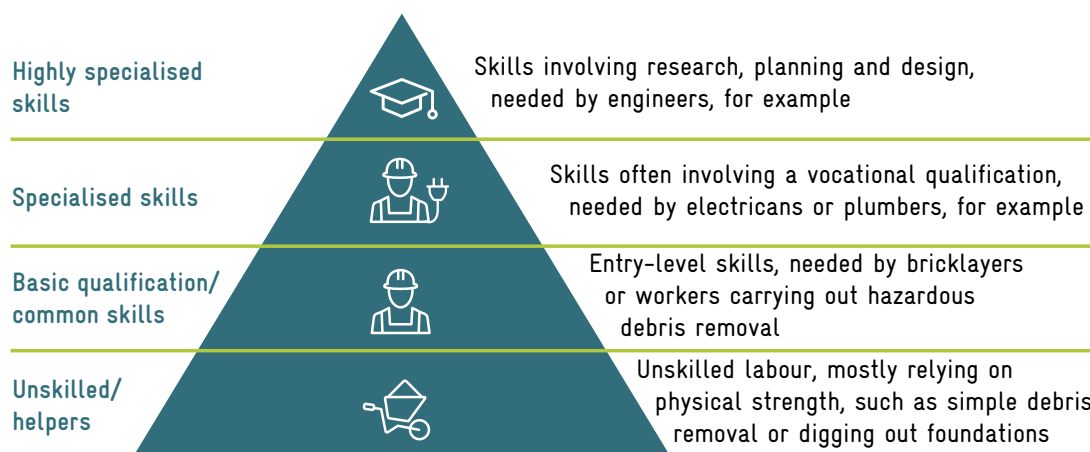 Highly specialised
skills
Skills involving research, planning and design,
needed by engineers, for example
Specialised skills
Skills often involving a vocational qualification,
needed by electricans or plumbers, for example
Basic qualification/
common skills
Entry-level skills, needed by bricklayers
or workers carrying out hazardous
debris removal
Unskilled/
helpers
Unskilled labour, mostly relying on
physical strength, such as simple debris
removal or digging out foundations